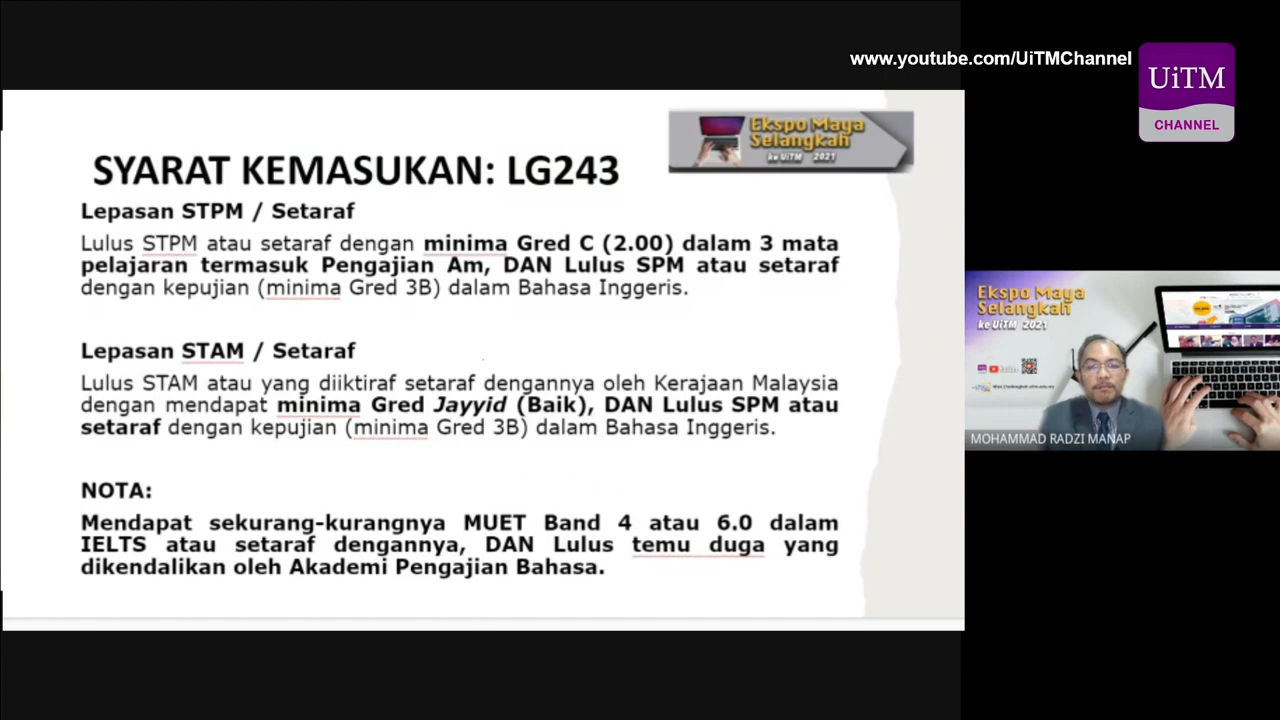 www.youtube.com/UiTMChannel
UiTM
CHANNEL
Ekspo Maya
Selangkah
ke UiTM 2021
SYARAT KEMASUKAN: LG243
Lepasan STPM / Setaraf
Lulus STPM atau setaraf dengan minima Gred C (2.00) dalam 3 mata
pelajaran termasuk Pengajian Am, DAN Lulus SPM atau setaraf
dengan kepujian (minima Gred 3B) dalam Bahasa Inggeris.
Lepasan STAM / Setaraf
Lulus STAM atau yang diiktiraf setaraf dengannya oleh Kerajaan Malaysia
dengan mendapat minima Gred Jayyid (Baik), DAN Lulus SPM atau
setaraf dengan kepujian (minima Gred 3B) dalam Bahasa Inggeris.
NOTA:
Mendapat sekurang-kurangnya MUET Band 4 atau 6.0 dalam
IELTS atau setaraf dengannya, DAN Lulus temu duga yang
dikendalikan oleh Akademi Pengajian Bahasa.
Ekspo Maya
Selangkah
ke UiTM 2021
MOHAMMAD RADZI MANAP